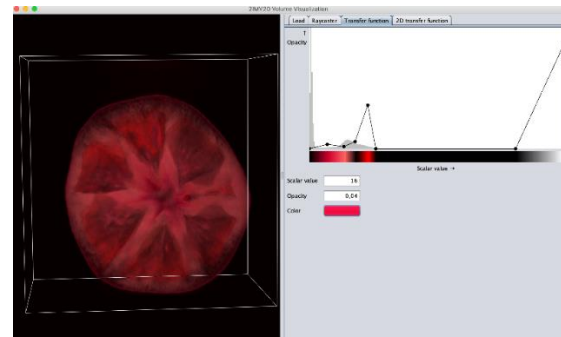 2IMV20 Volume Visualization
Load Raycaster Transfer function 2D transfer function
↑
Opacity
Scalar value →
Scalar value 16
Opacity 0,04
Color